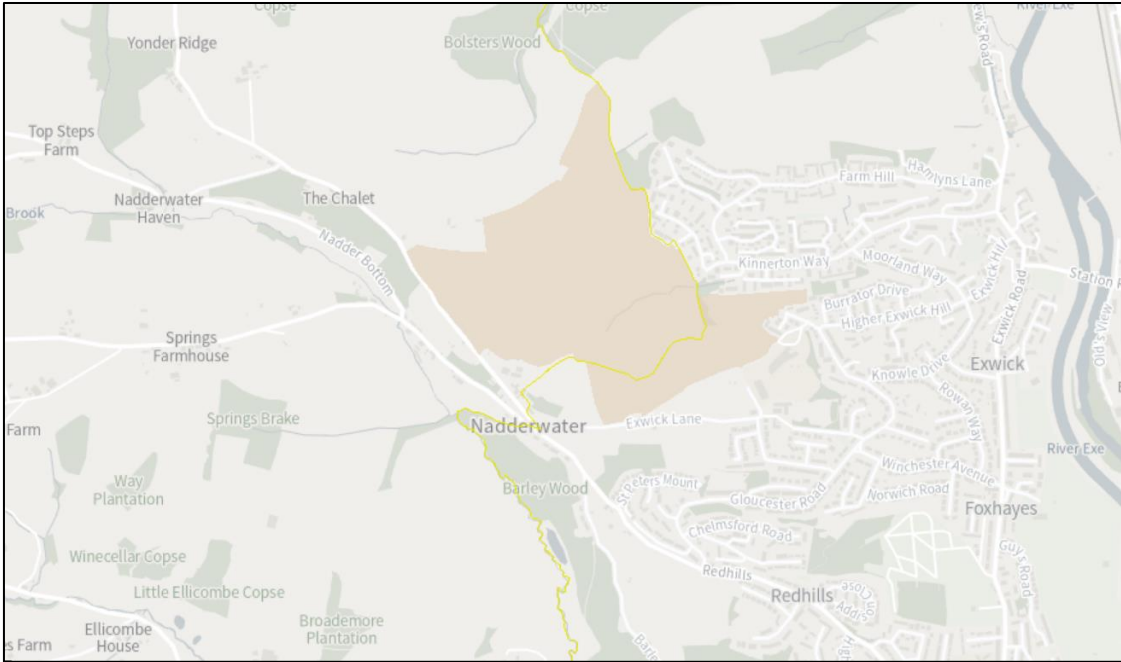 Copse
Copse
River Exe
Yonder Ridge
Bolsters Wood
Top Steps
Farm
Farm Hill
Hamlyns Lane
Nadderwater
Haven
The Chalet
Brook
Nadder Bottom
Kinnerton Way
Moorland Way
Exwick Hill
Station R
Burrator Drive
Higher Exwick Hill
Exwick Road
Old's View
Springs
Farmhouse
Knowle Drive
Exwick
Rowan Way
Springs Brake
Farm
Nadderwater
Exwick Lane
River Exe
Way
Plantation
Barley Wood
St Peters Mount
Gloucester Road
Winchester Avenue
Norwich Road
Foxhayes
Chelmsford Road
Guys Road
Winecellar Copse
Little Ellicombe Copse
Redhills
Redhills
Broadmore
Plantation
Ellicombe
House
s Farm